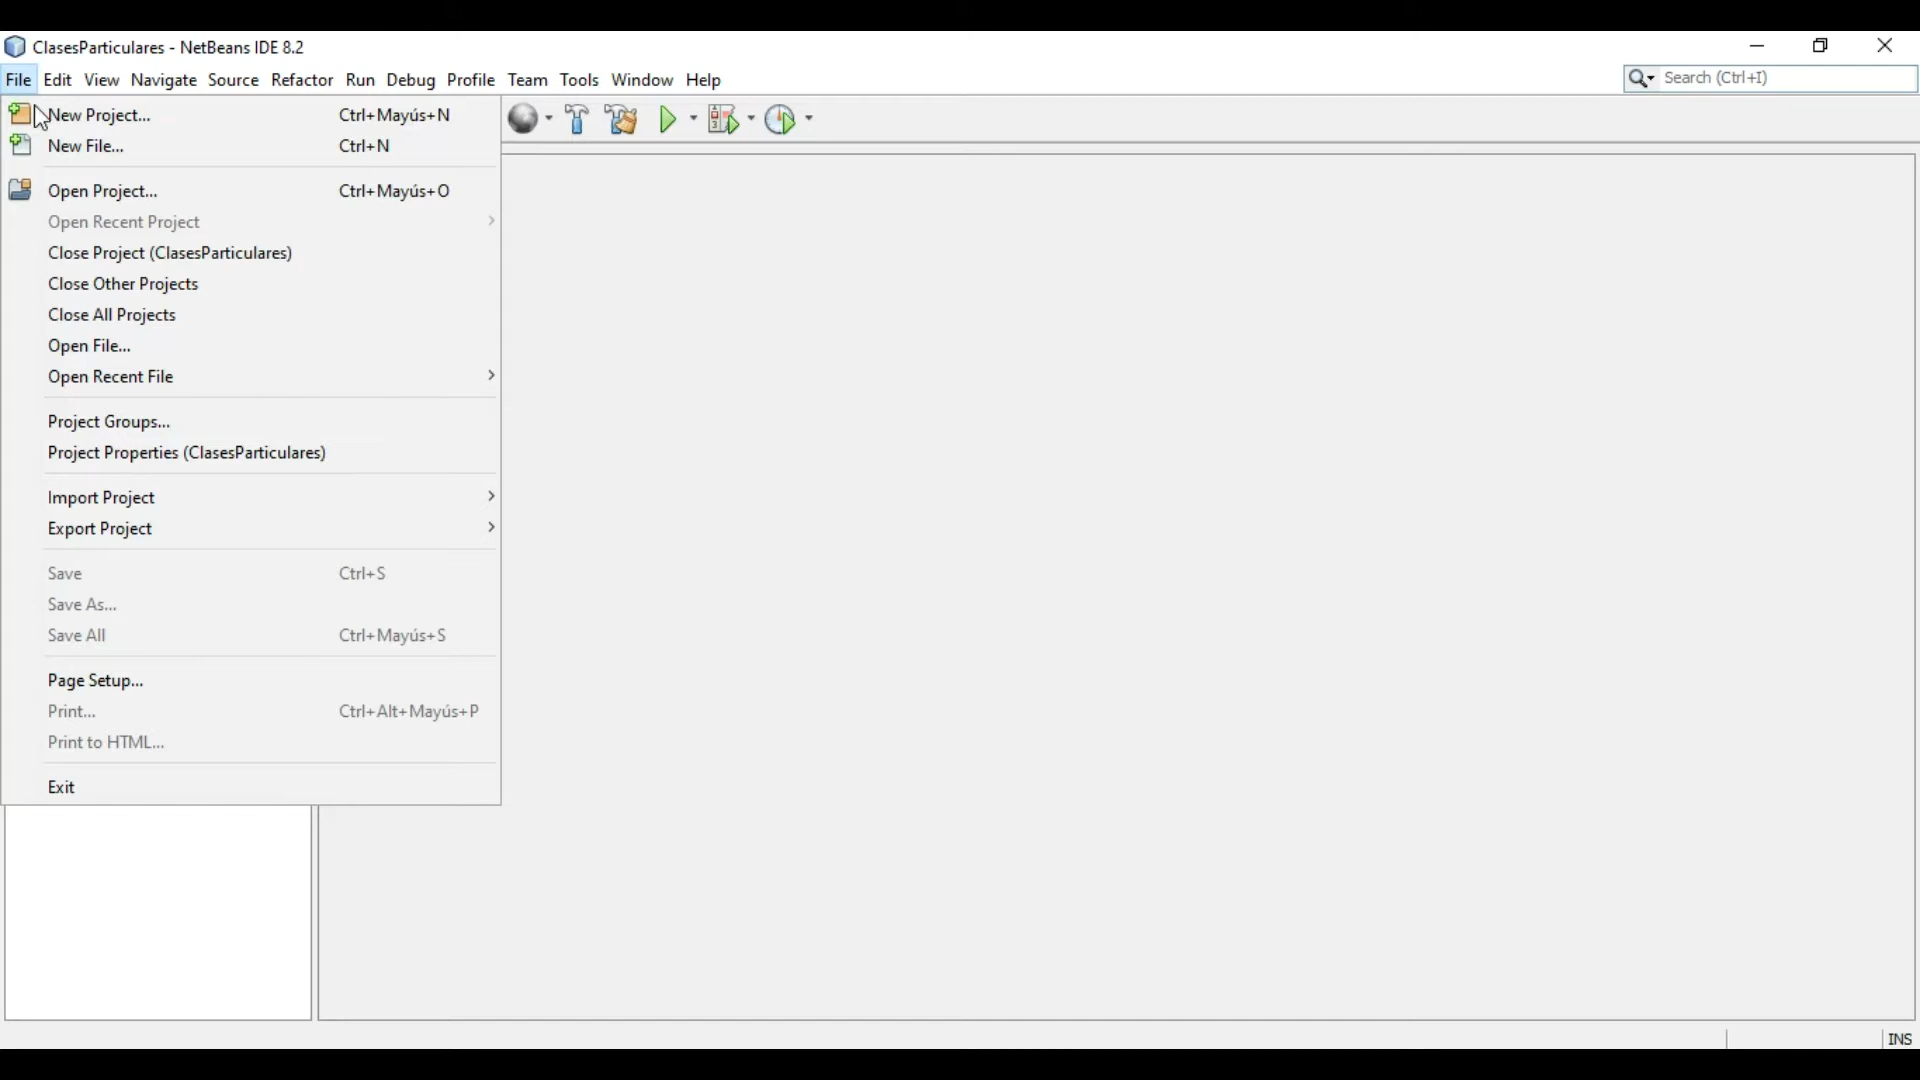 ClasesParticulares - NetBeans IDE 8.2
File Edit View Navigate Source Refactor Run Debug Profile Team Tools Window Help
Search (Ctrl+I)
New Project... Ctrl+Mayús+N
New File... Ctrl+N
Open Project... Ctrl+Mayús+O
Open Recent Project
Close Project (ClasesParticulares)
Close Other Projects
Close All Projects
Open File...
Open Recent File
Project Groups...
Project Properties (ClasesParticulares)
Import Project
Export Project
Save Ctrl+S
Save As...
Save All Ctrl+Mayús+S
Page Setup...
Print... Ctrl+Alt+Mayús+P
Print to HTML...
Exit
INS